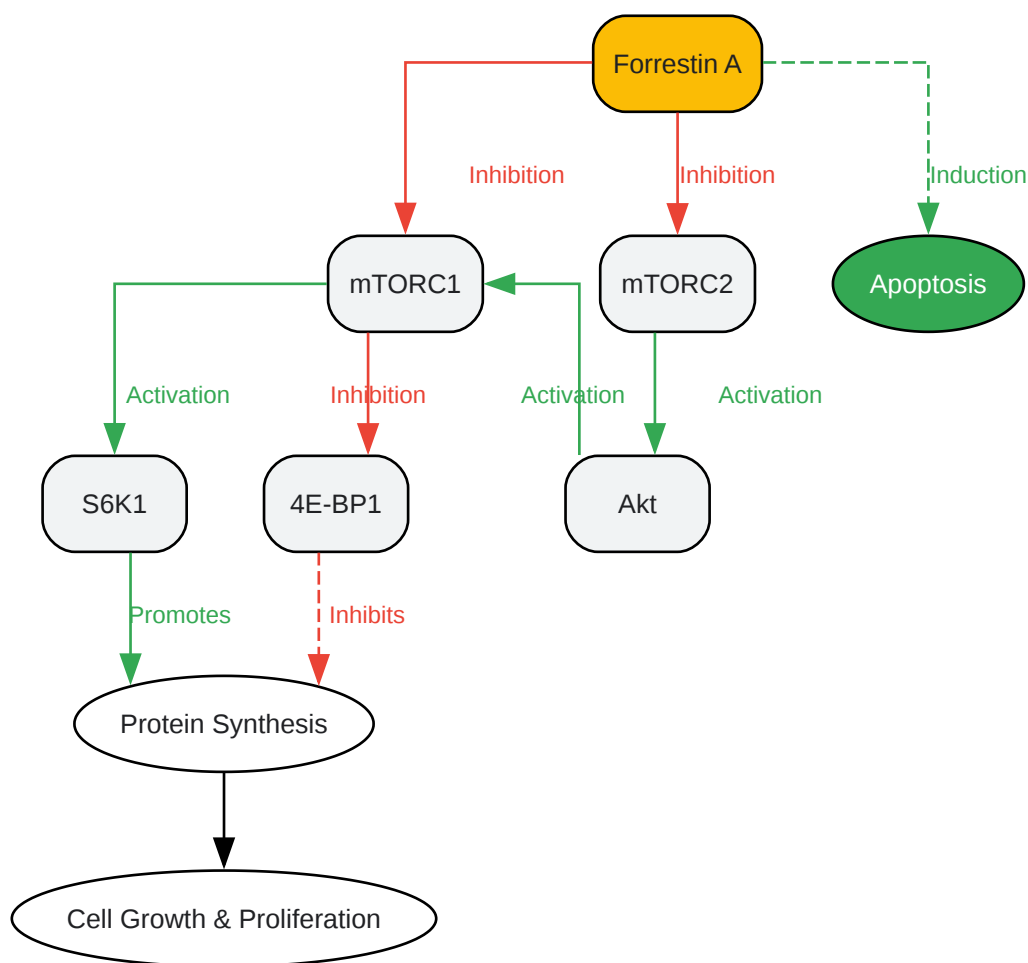 Forrestin A
Inhibition
Inhibition
Induction
mTORC1
mTORC2
Apoptosis
Activation
Inhibition
Activation
Activation
S6K1
4E-BP1
Akt
Promotes
Inhibits
Protein Synthesis
Cell Growth & Proliferation